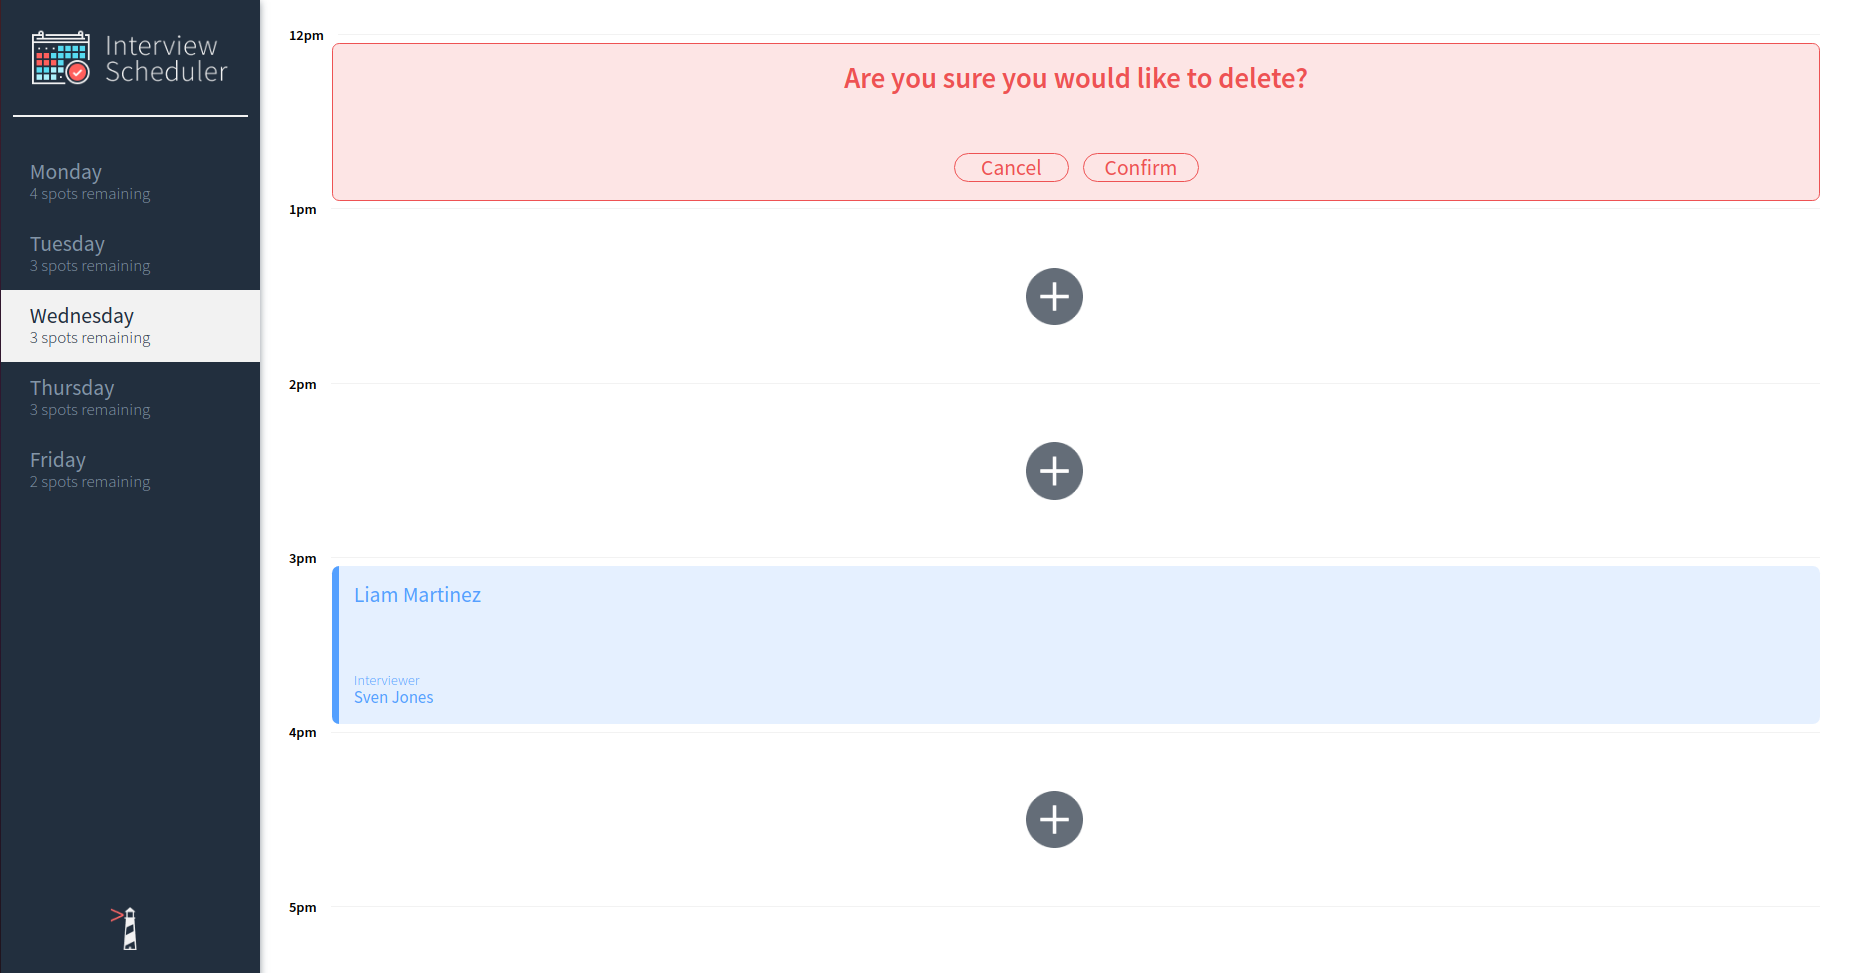 Interview
Scheduler
Monday
4 spots remaining
Tuesday
3 spots remaining
Wednesday
3 spots remaining
Thursday
3 spots remaining
Friday
2 spots remaining
12pm
Are you sure you would like to delete?
Cancel Confirm
1pm
2pm
3pm
Liam Martinez
Interviewer
Sven Jones
4pm
5pm